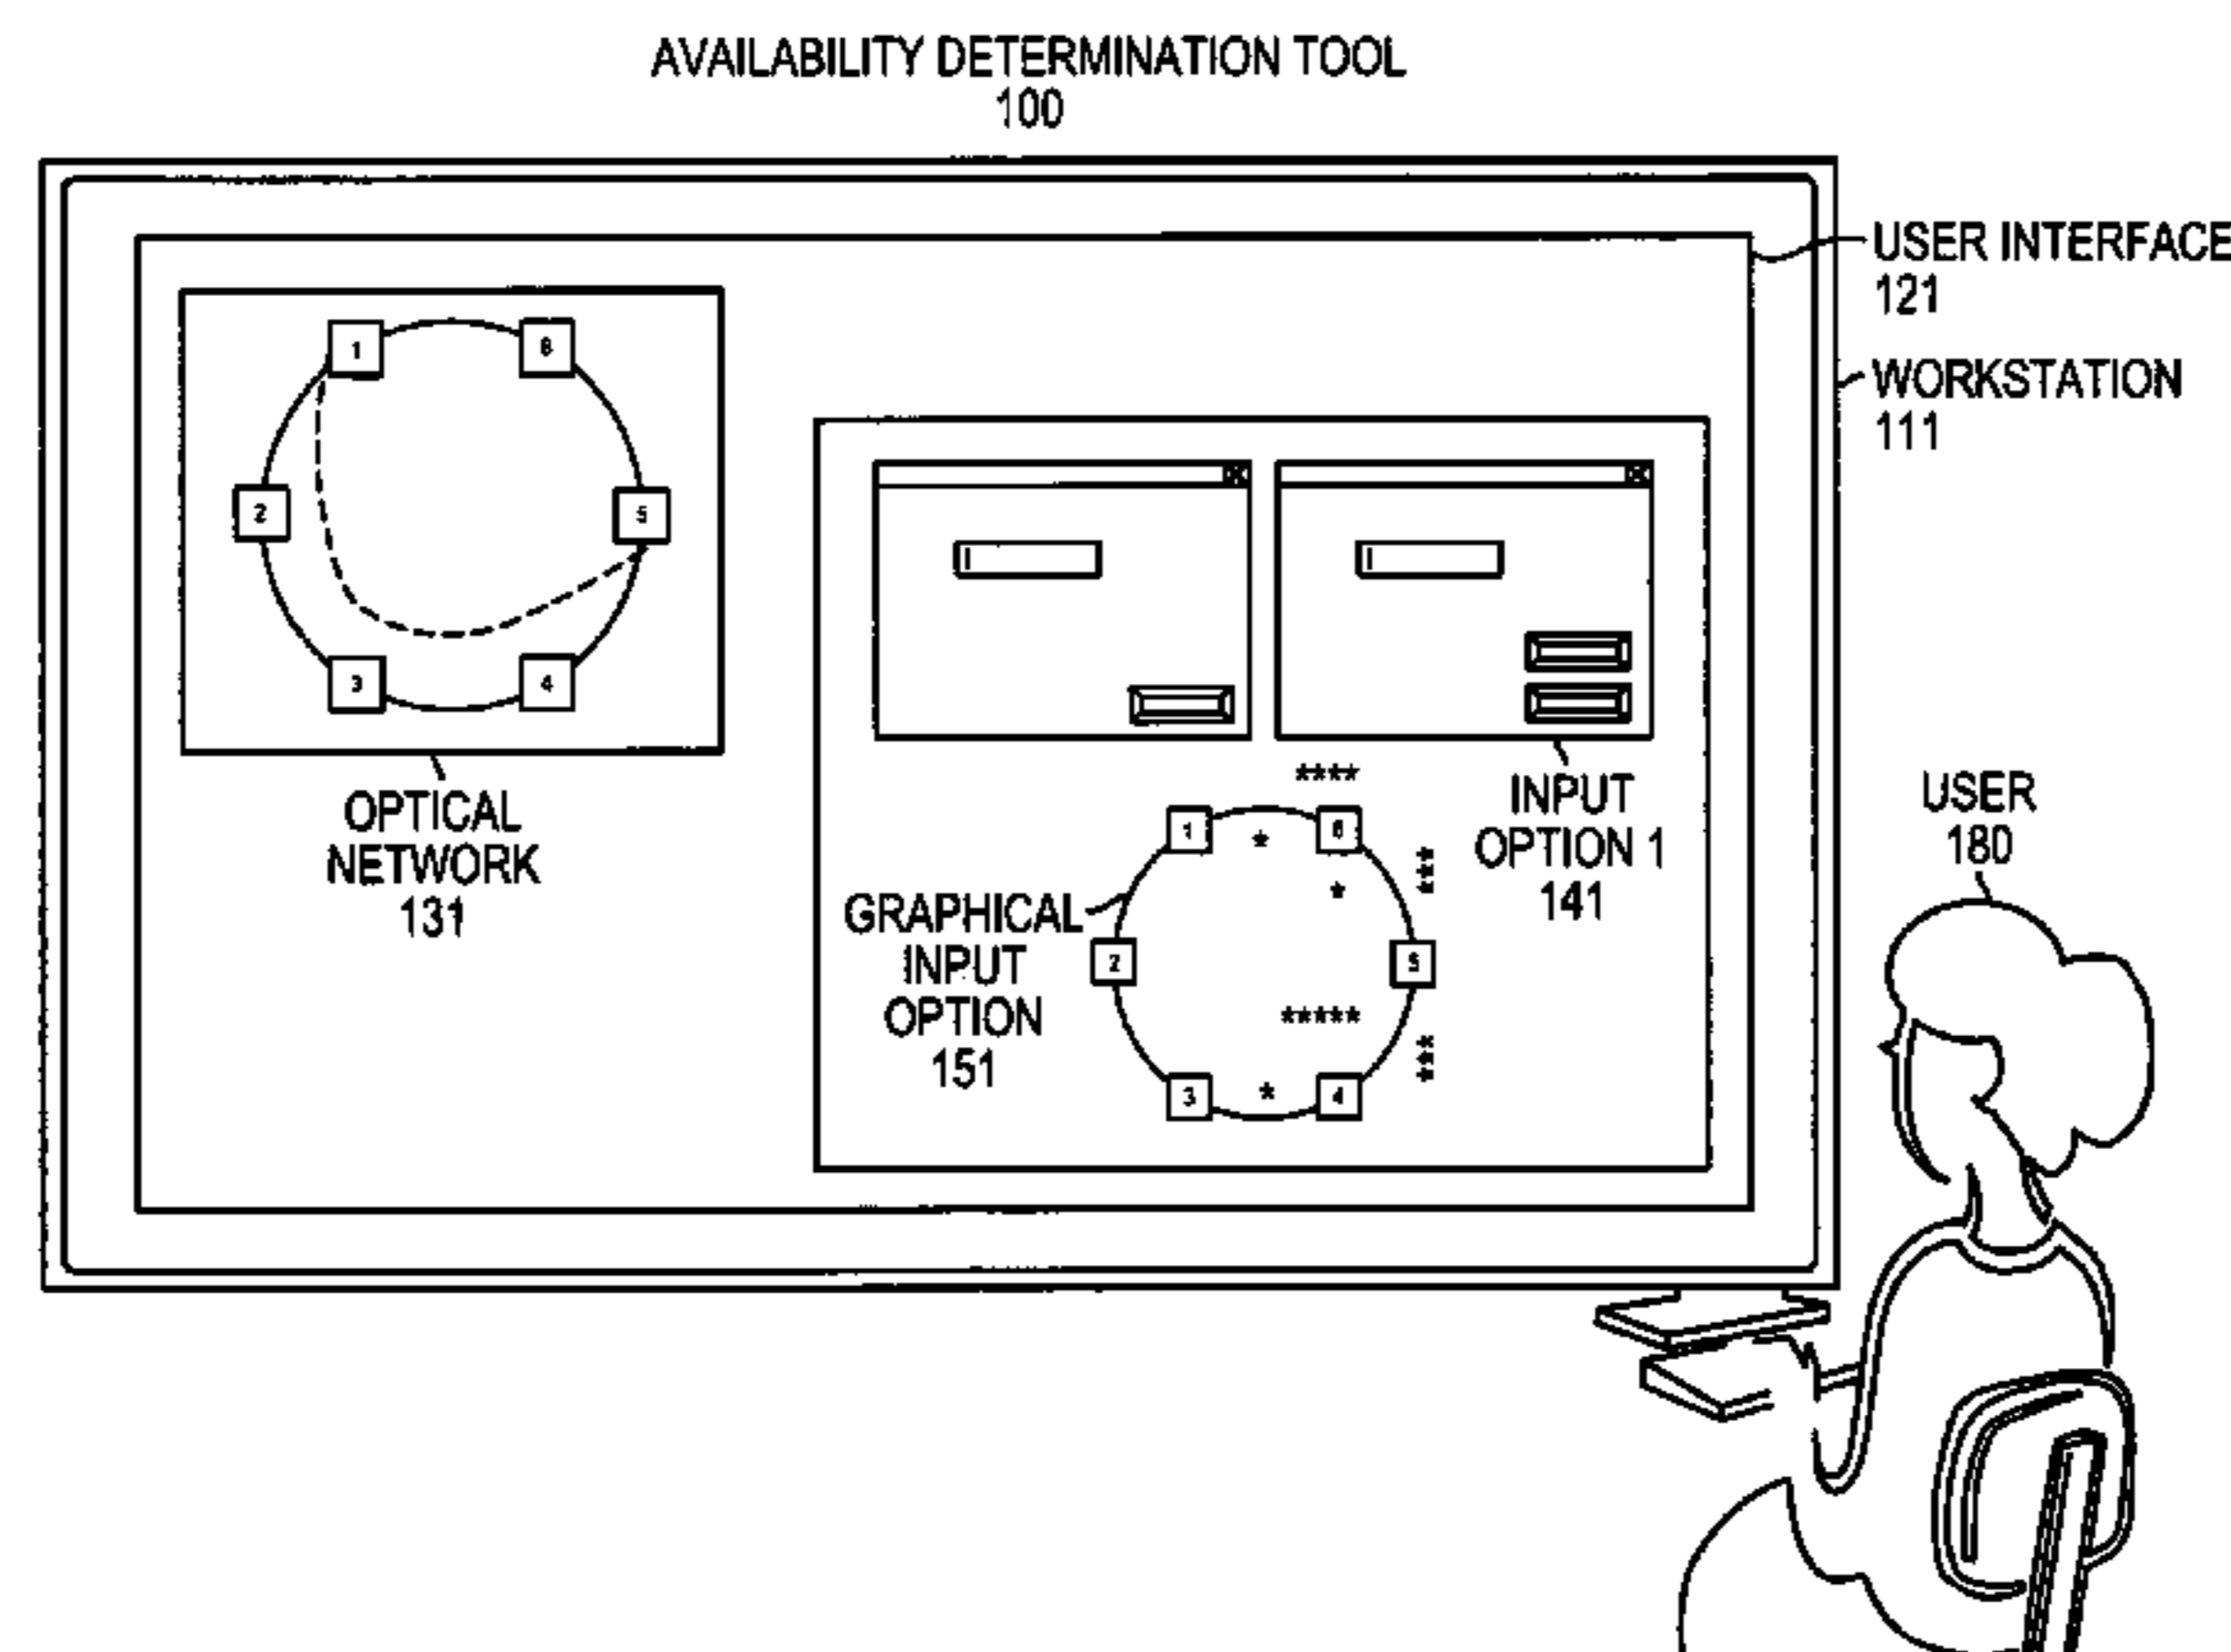 AVAILABILITY DETERMINATION TOOL
100
USER INTERFACE
121
WORKSTATION
111
1
2
5
3
4
OPTICAL
NETWORK
131
INPUT
OPTION 1
141
****
1
6
*
***
*
GRAPHICAL
INPUT
OPTION
151
2
5
*****
***
3
*
4
USER
180